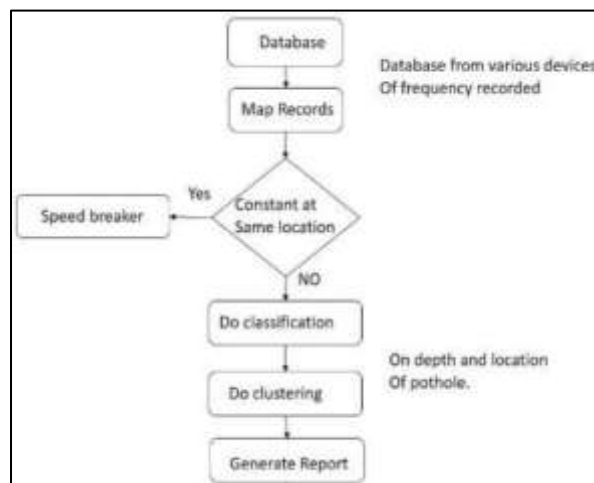 Database
Database from various devices
Of frequency recorded
Map Records
Yes
Speed breaker
Constant at
Same location
NO
Do classification
On depth and location
Of pothole.
Do clustering
Generate Report